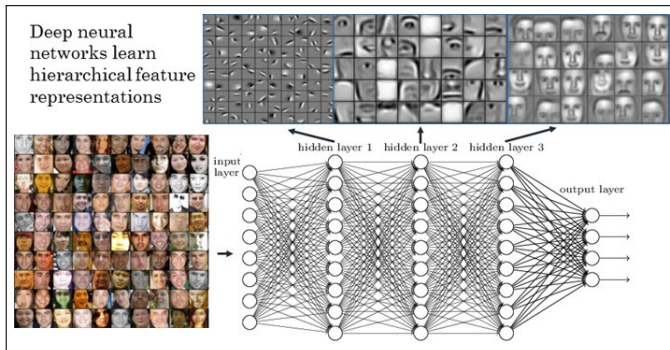 Deep neural
networks learn
hierarchical feature
representations
hidden layer 1 hidden layer 2 hidden layer 3
input
layer
output layer